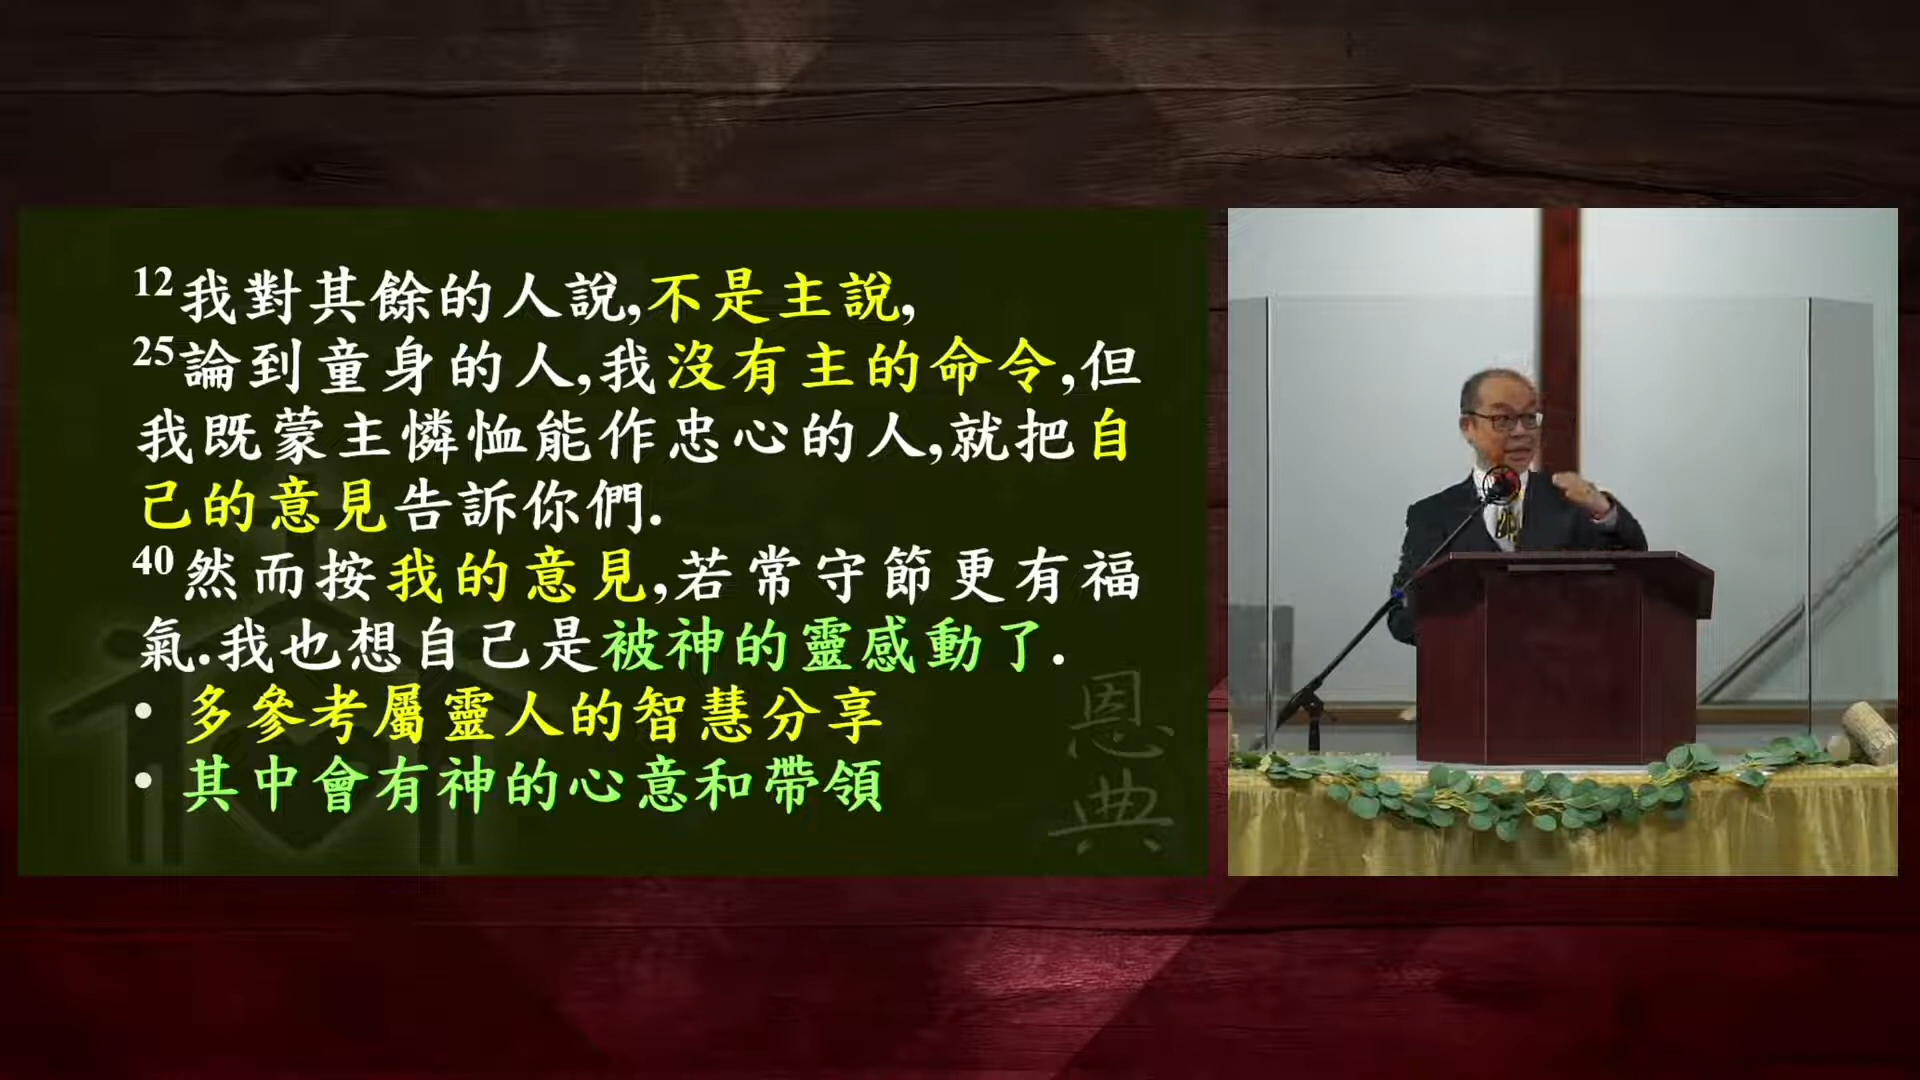 12我對其餘的人說,不是主說,
25論到童身的人,我沒有主的命令,但
我既蒙主憐恤能作忠心的人,就把自
己的意見告訴你們.
40然而按我的意見,若常守節更有福
氣.我也想自己是被神的靈感動了.
• 多參考屬靈人的智慧分享
• 其中會有神的心意和帶領
恩
典